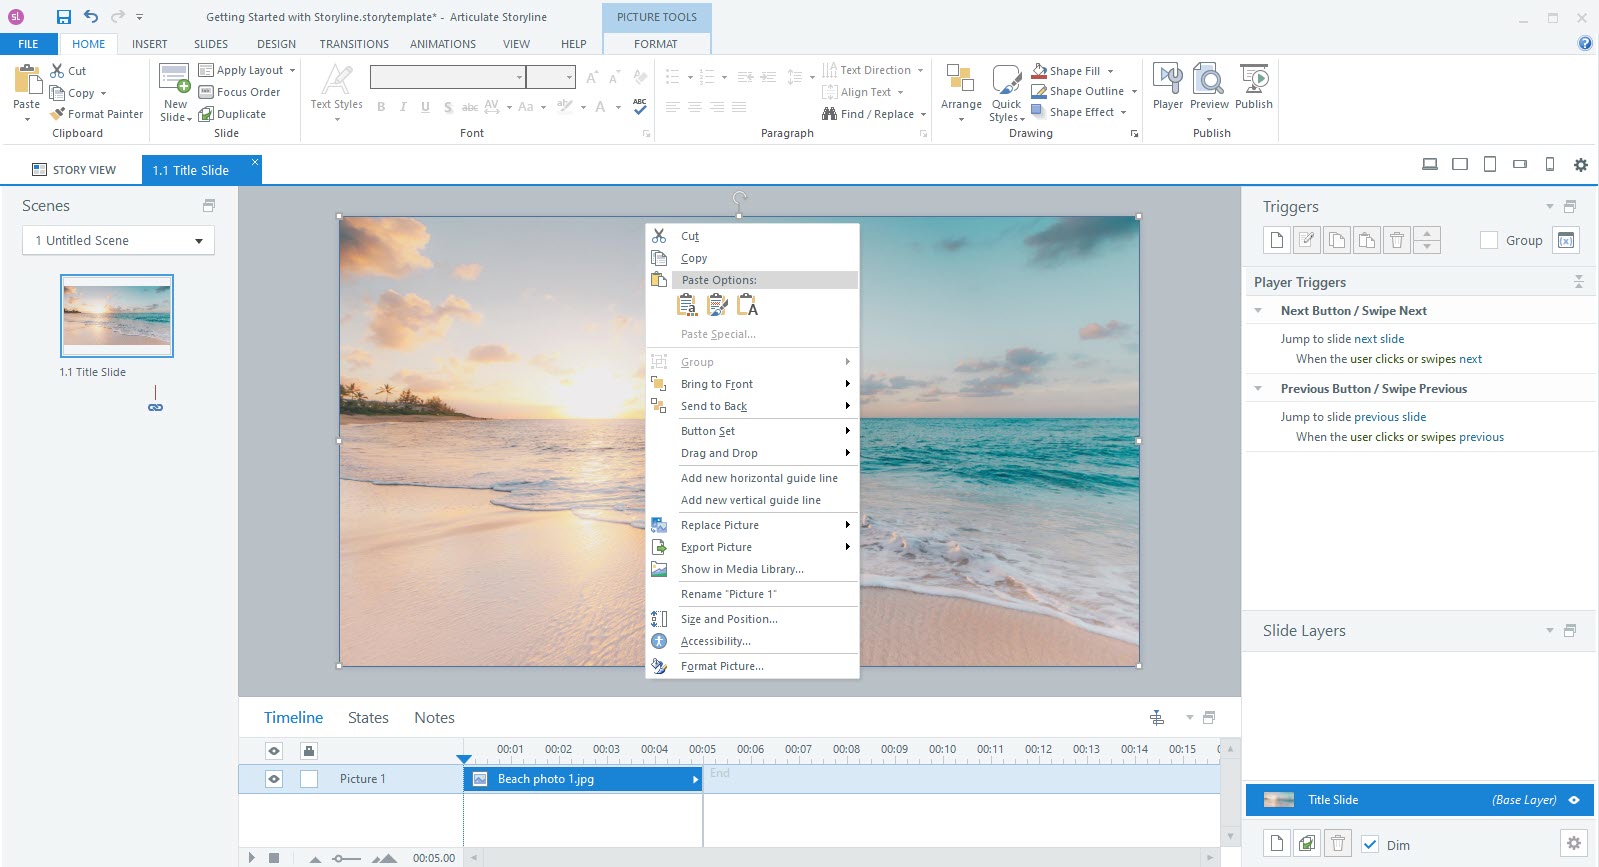 sl
Getting Started with Storyline.storytemplate* - Articulate Storyline
PICTURE TOOLS
FILE HOME INSERT SLIDES DESIGN TRANSITIONS ANIMATIONS VIEW HELP FORMAT
Paste
Cut
Copy
Format Painter
Clipboard
New Slide
Apply Layout
Focus Order
Duplicate
Slide
Text Styles
B I U S abc AV Aa ab A ABC
Font
Text Direction
Align Text
Find / Replace
Paragraph
Arrange
Quick Styles
Shape Fill
Shape Outline
Shape Effect
Drawing
Player Preview Publish
Publish
STORY VIEW
1.1 Title Slide
Scenes
1 Untitled Scene
1.1 Title Slide
Cut
Copy
Paste Options:
Paste Special...
Group
Bring to Front
Send to Back
Button Set
Drag and Drop
Add new horizontal guide line
Add new vertical guide line
Replace Picture
Export Picture
Show in Media Library...
Rename "Picture 1"
Size and Position...
Accessibility...
Format Picture...
Triggers
Group
Player Triggers
Next Button / Swipe Next
Jump to slide next slide
When the user clicks or swipes next
Previous Button / Swipe Previous
Jump to slide previous slide
When the user clicks or swipes previous
Slide Layers
Title Slide (Base Layer)
Dim
Timeline States Notes
00:01 00:02 00:03 00:04 00:05 00:06 00:07 00:08 00:09 00:10 00:11 00:12 00:13 00:14 00:15
Picture 1
Beach photo 1.jpg
End
00:05.00